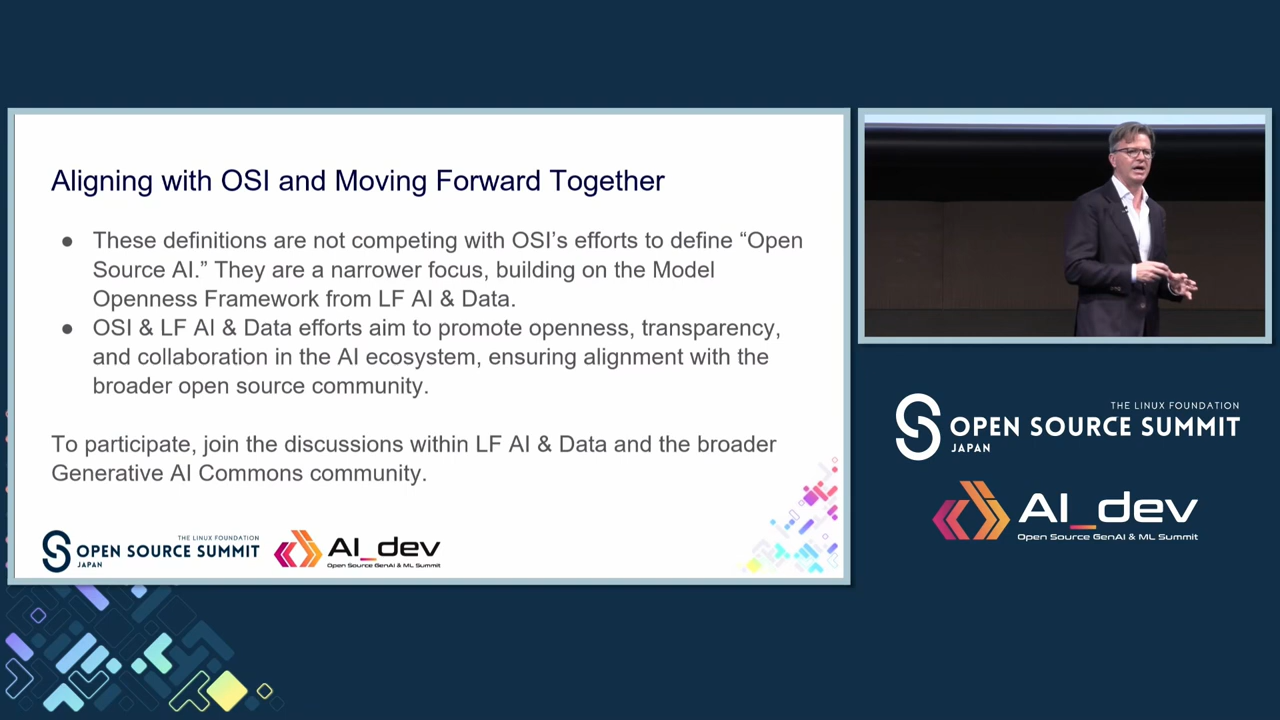 Aligning with OSI and Moving Forward Together
● These definitions are not competing with OSI’s efforts to define “Open
Source AI.” They are a narrower focus, building on the Model
Openness Framework from LF AI & Data.
● OSI & LF AI & Data efforts aim to promote openness, transparency,
and collaboration in the AI ecosystem, ensuring alignment with the
broader open source community.
To participate, join the discussions within LF AI & Data and the broader
Generative AI Commons community.
THE LINUX FOUNDATION
OPEN SOURCE SUMMIT
JAPAN
AI_dev
Open Source GenAI & ML Summit
THE LINUX FOUNDATION
OPEN SOURCE SUMMIT
JAPAN
AI_dev
Open Source GenAI & ML Summit